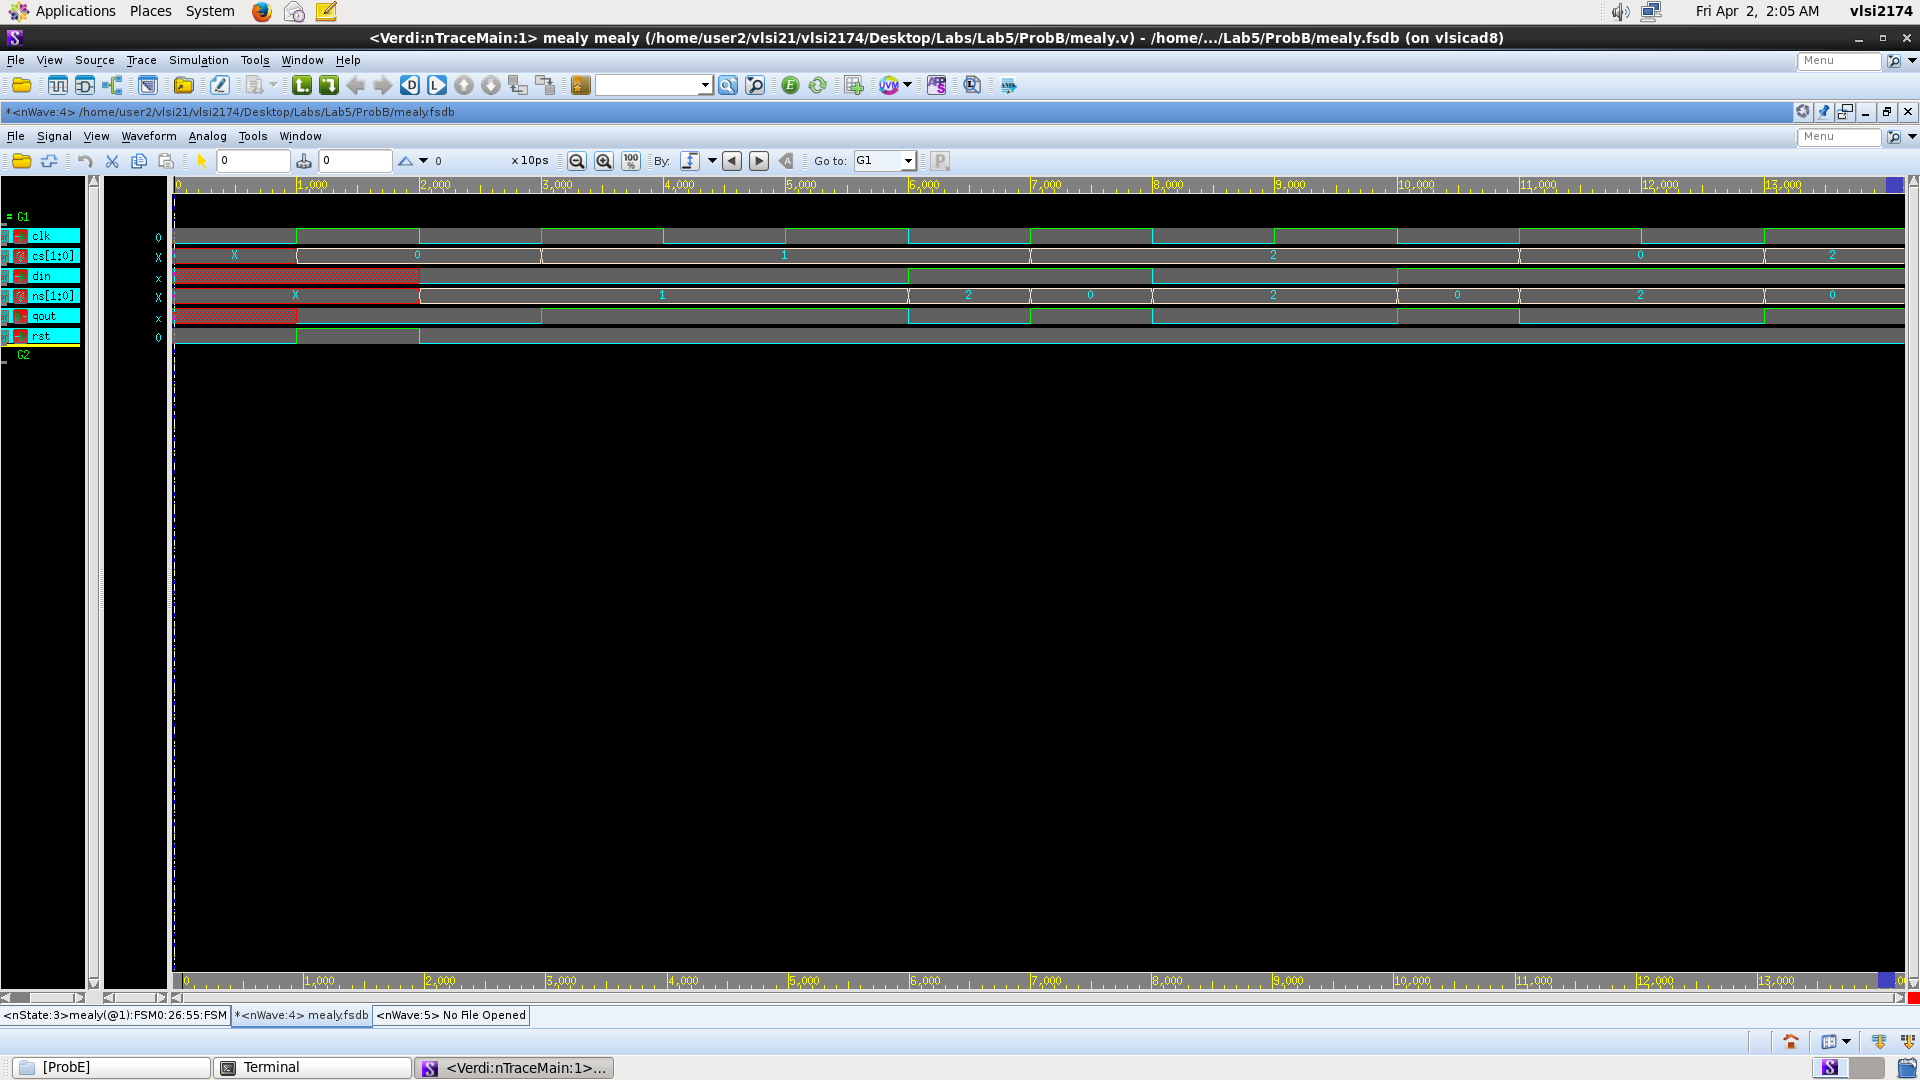 Applications Places System Fri Apr 2, 2:05 AM vlsi2174
<Verdi:nTraceMain:1> mealy mealy (/home/user2/vlsi21/vlsi2174/Desktop/Labs/Lab5/ProbB/mealy.v) - /home/.../Lab5/ProbB/mealy.fsdb (on vlsicad8)
File View Source Trace Simulation Tools Window Help Menu
*<nWave:4> /home/user2/vlsi21/vlsi2174/Desktop/Labs/Lab5/ProbB/mealy.fsdb
File Signal View Waveform Analog Tools Window Menu
0 0 0 x 10ps 100% By: Go to: G1
0 1,000 2,000 3,000 4,000 5,000 6,000 7,000 8,000 9,000 10,000 11,000 12,000 13,000
= G1
clk 0
cs[1:0] X X 0 1 2 0 2
din x
ns[1:0] X X 1 2 0 2 0 2 0
qout x
rst 0
G2
0 1,000 2,000 3,000 4,000 5,000 6,000 7,000 8,000 9,000 10,000 11,000 12,000 13,000
<nState:3>mealy(@1):FSM0:26:55:FSM *<nWave:4> mealy.fsdb <nWave:5> No File Opened
[ProbE] Terminal <Verdi:nTraceMain:1>...